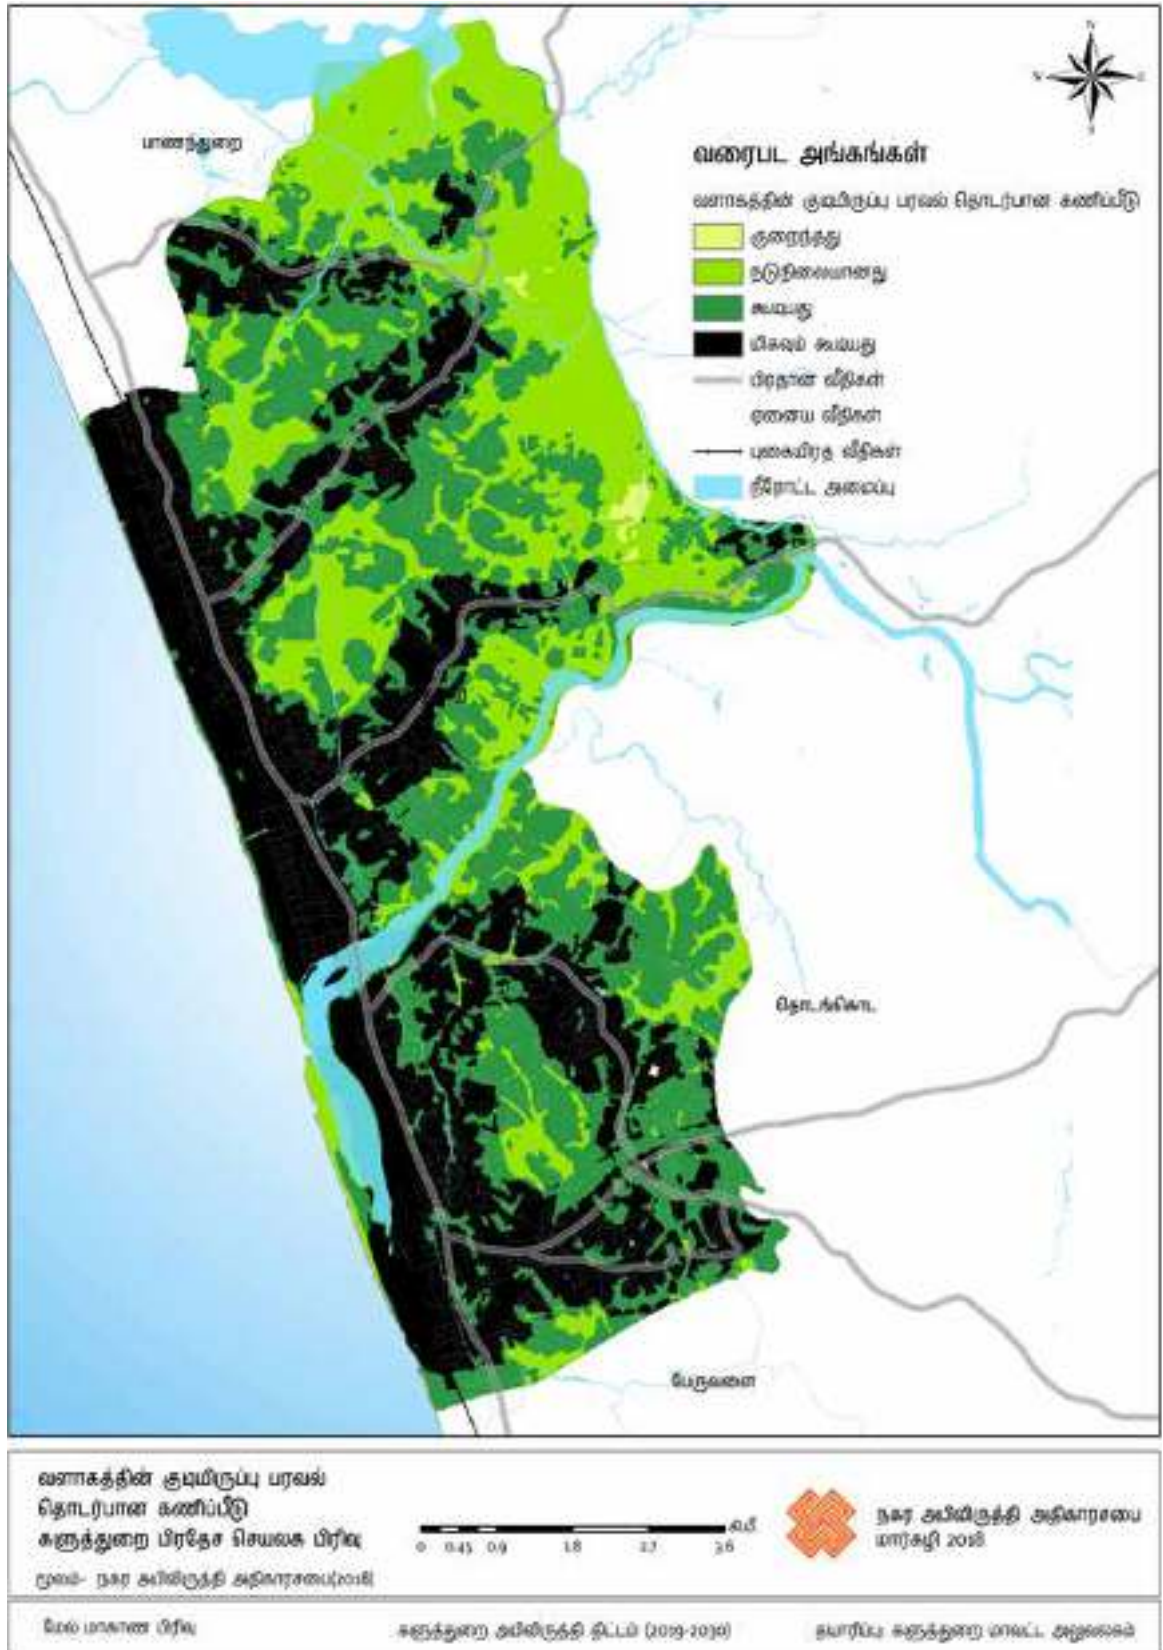 N
W
E
S
பாணந்துறை
வரைபட அங்கங்கள்
வளாகத்தின் குடியிருப்பு பரவல் தொடர்பான கணிப்பீடு
குறைந்தது
நடுநிலையானது
கூடியது
மிகவும் கூடியது
பிரதான வீதிகள்
ஏனைய வீதிகள்
புகையிரத வீதிகள்
நீரோட்ட அமைப்பு
தொடங்கொட
பேருவளை
வளாகத்தின் குடியிருப்பு பரவல்
தொடர்பான கணிப்பீடு
களுத்துறை பிரதேச செயலக பிரிவு
மூலம்- நகர அபிவிருத்தி அதிகாரசபை(2018)
கி.மீ
0 0.45 0.9 1.8 2.7 3.6
நகர அபிவிருத்தி அதிகாரசபை
மார்கழி 2018
மேல் மாகாண பிரிவு
களுத்துறை அபிவிருத்தி திட்டம் (2019-2030)
தயாரிப்பு களுத்துறை மாவட்ட அலுவலகம்